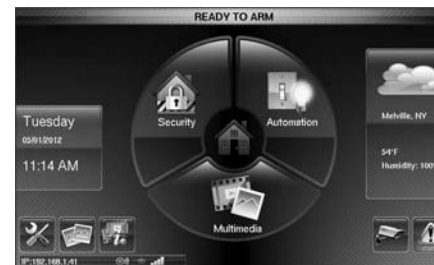 READY TO ARM
Tuesday
05/01/2012
11:14 AM
Security
Automation
Multimedia
Melville, NY
54°F
Humidity: 100%
IP:192.168.1.41